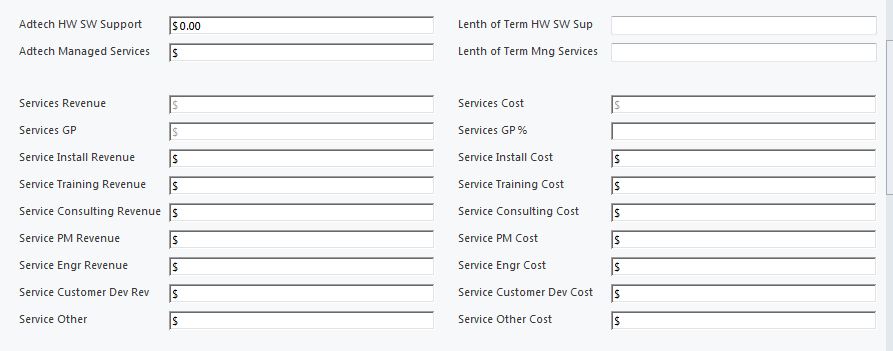 Adtech HW SW Support $0.00 Lenth of Term HW SW Sup
Adtech Managed Services $ Lenth of Term Mng Services
Services Revenue $ Services Cost $
Services GP $ Services GP %
Service Install Revenue $ Service Install Cost $
Service Training Revenue $ Service Training Cost $
Service Consulting Revenue $ Service Consulting Cost $
Service PM Revenue $ Service PM Cost $
Service Engr Revenue $ Service Engr Cost $
Service Customer Dev Rev $ Service Customer Dev Cost $
Service Other $ Service Other Cost $